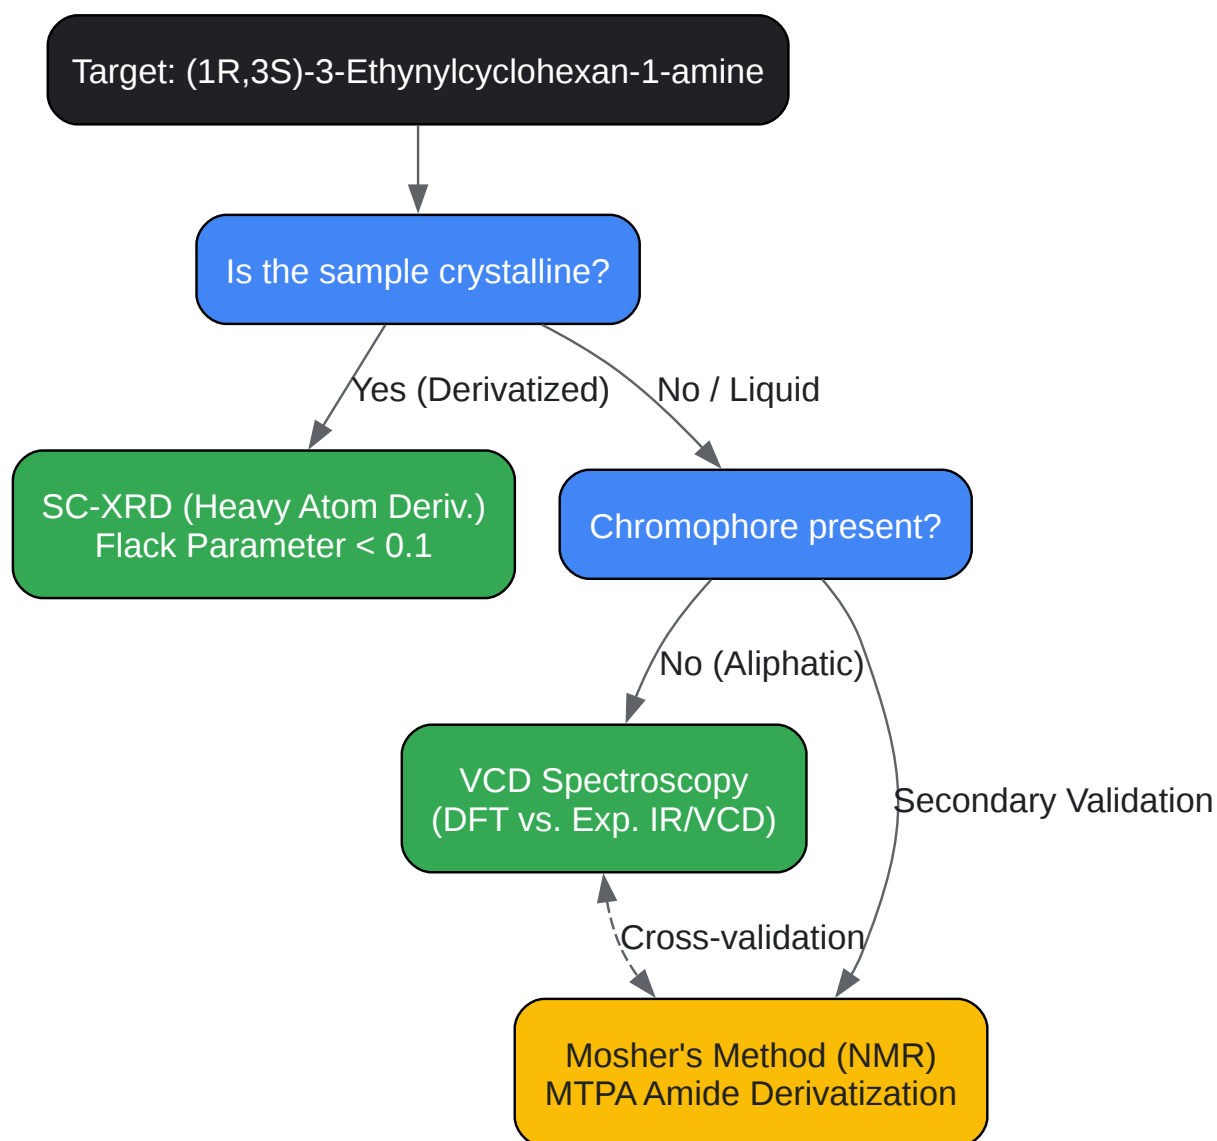 Target: (1R,3S)-3-Ethynylcyclohexan-1-amine
Is the sample crystalline?
Yes (Derivatized)
No / Liquid
SC-XRD (Heavy Atom Deriv.)
Flack Parameter < 0.1
Chromophore present?
No (Aliphatic)
VCD Spectroscopy
(DFT vs. Exp. IR/VCD)
Secondary Validation
Cross-validation
Mosher's Method (NMR)
MTPA Amide Derivatization